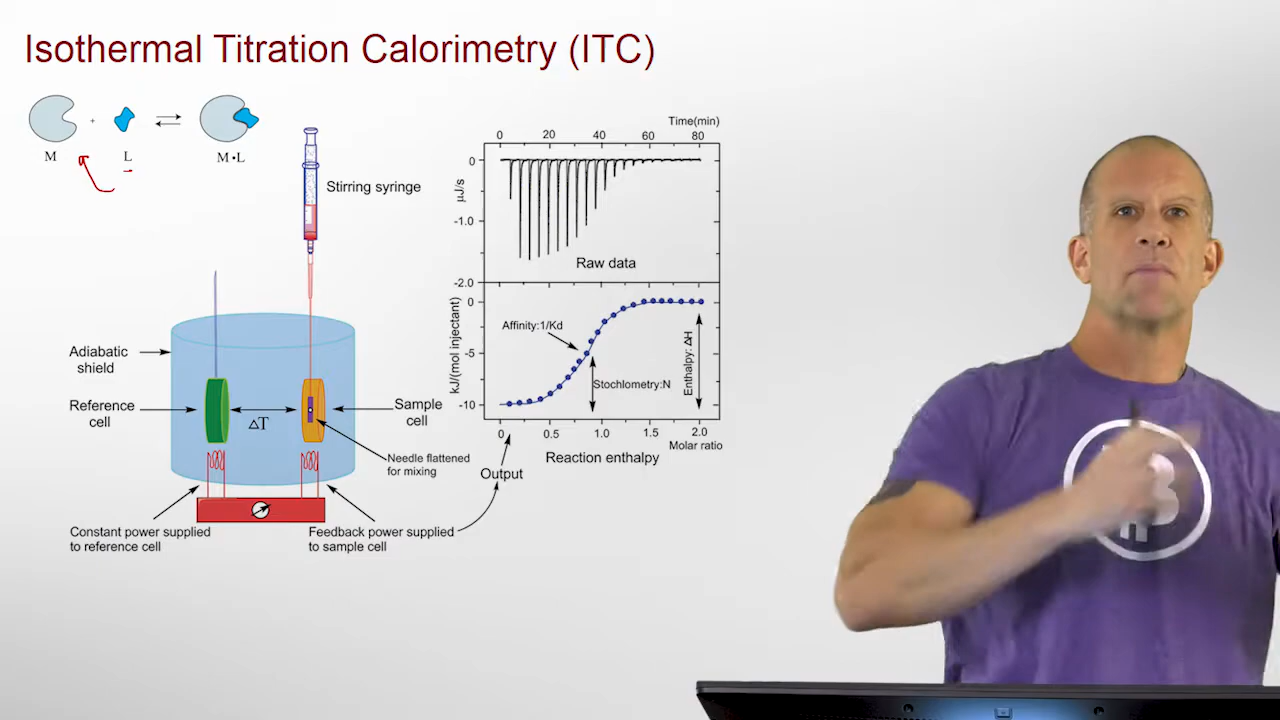 Isothermal Titration Calorimetry (ITC)
+
M
L
M•L
Stirring syringe
Adiabatic
shield
Reference
cell
ΔT
Sample
cell
Needle flattened
for mixing
Constant power supplied
to reference cell
Feedback power supplied
to sample cell
Output
Time(min)
0 20 40 60 80
0
-1.0
-2.0
µJ/s
Raw data
0
-5
-10
kJ/(mol injectant)
Affinity:1/Kd
Stochlometry:N
Enthalpy: ΔH
0 0.5 1.0 1.5 2.0
Molar ratio
Reaction enthalpy
B